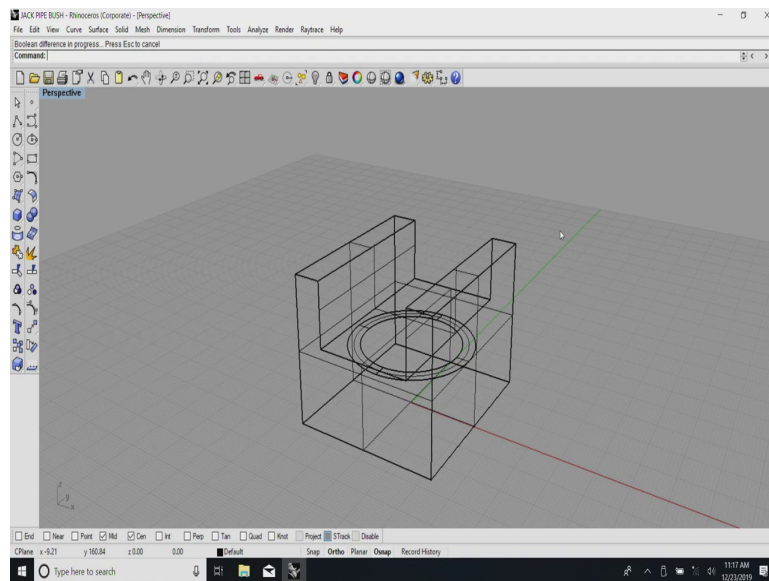 JACK PIPE BUSH - Rhinoceros (Corporate) - [Perspective]
File Edit View Curve Surface Solid Mesh Dimension Transform Tools Analyze Render Raytrace Help
Boolean difference in progress... Press Esc to cancel
Command:
Perspective
z
y
x
End Near Point Mid Cen Int Perp Tan Quad Knot Project STrack Disable
CPlane x -9.21 y 160.84 z 0.00 0.00 Default Snap Ortho Planar Osnap Record History
Type here to search
11:17 AM
12/23/2019